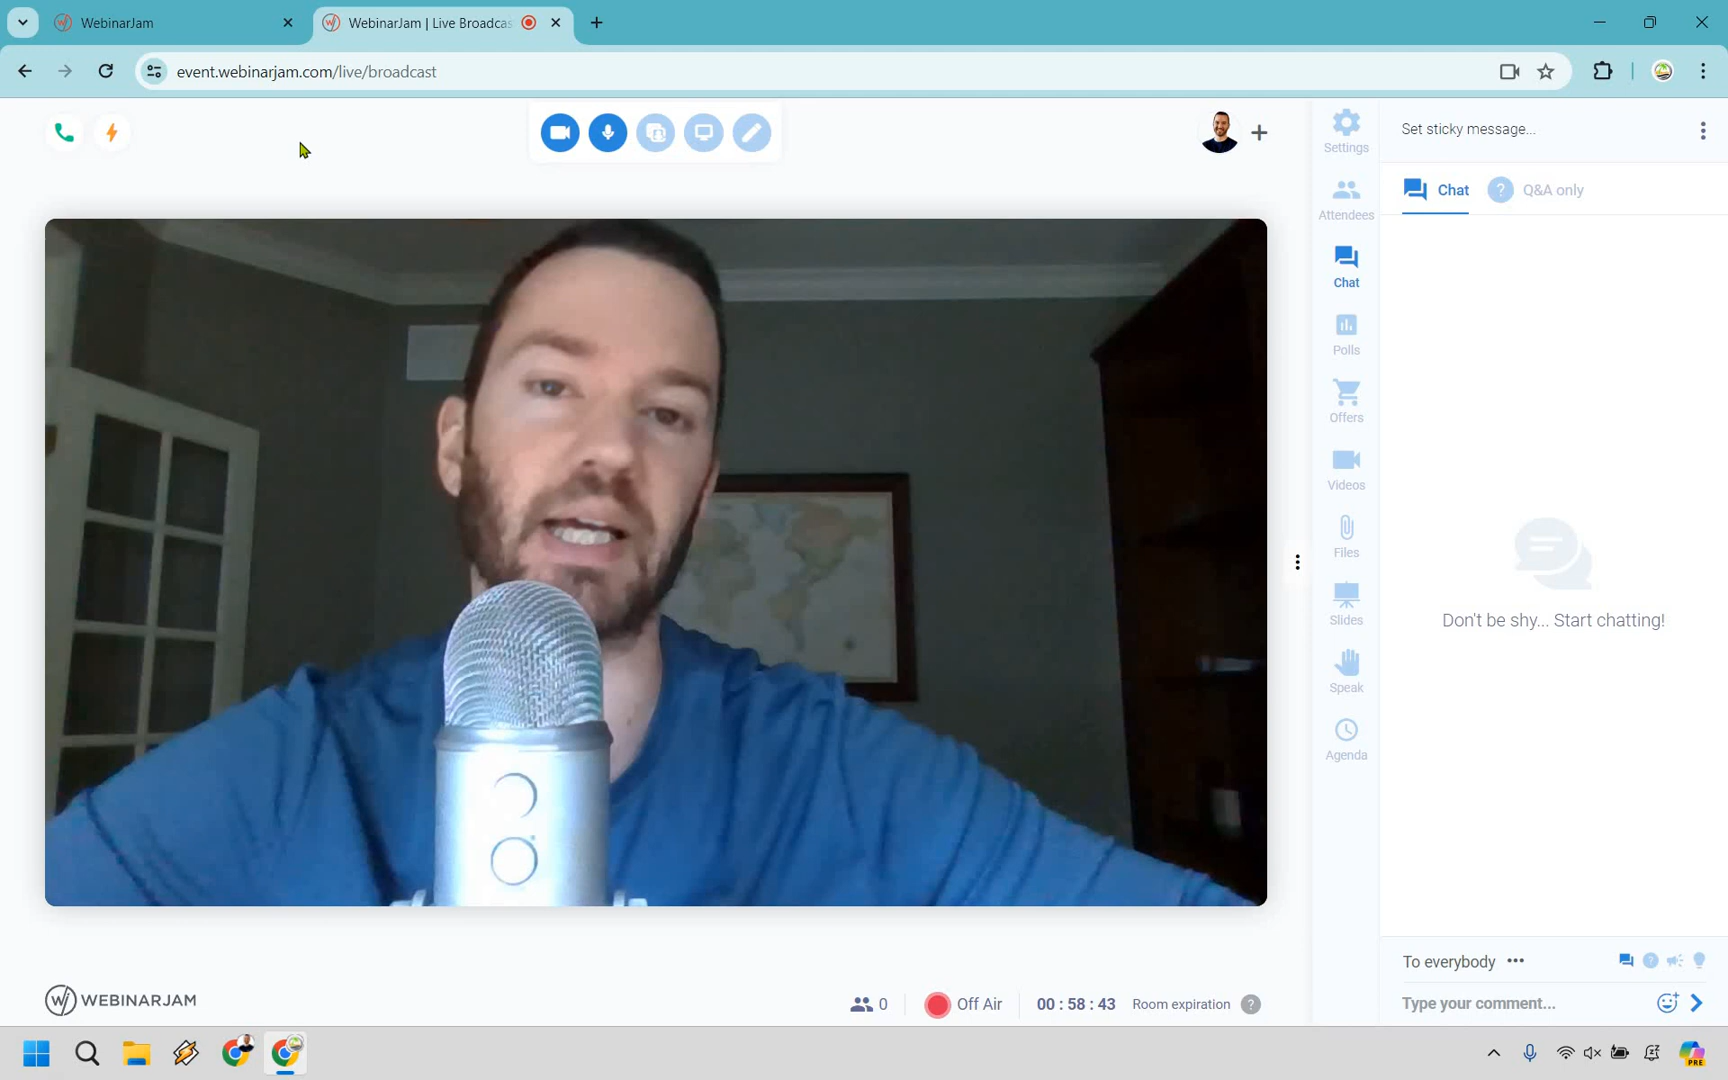 WebinarJam
WebinarJam | Live Broadcas
event.webinarjam.com/live/broadcast
Settings
Attendees
Chat
Polls
Offers
Videos
Files
Slides
Speak
Agenda
Set sticky message...
Chat
? Q&A only
Don't be shy... Start chatting!
To everybody ...
?
Type your comment...
WEBINARJAM
0
Off Air
00 : 58 : 43
Room expiration ?
PRE